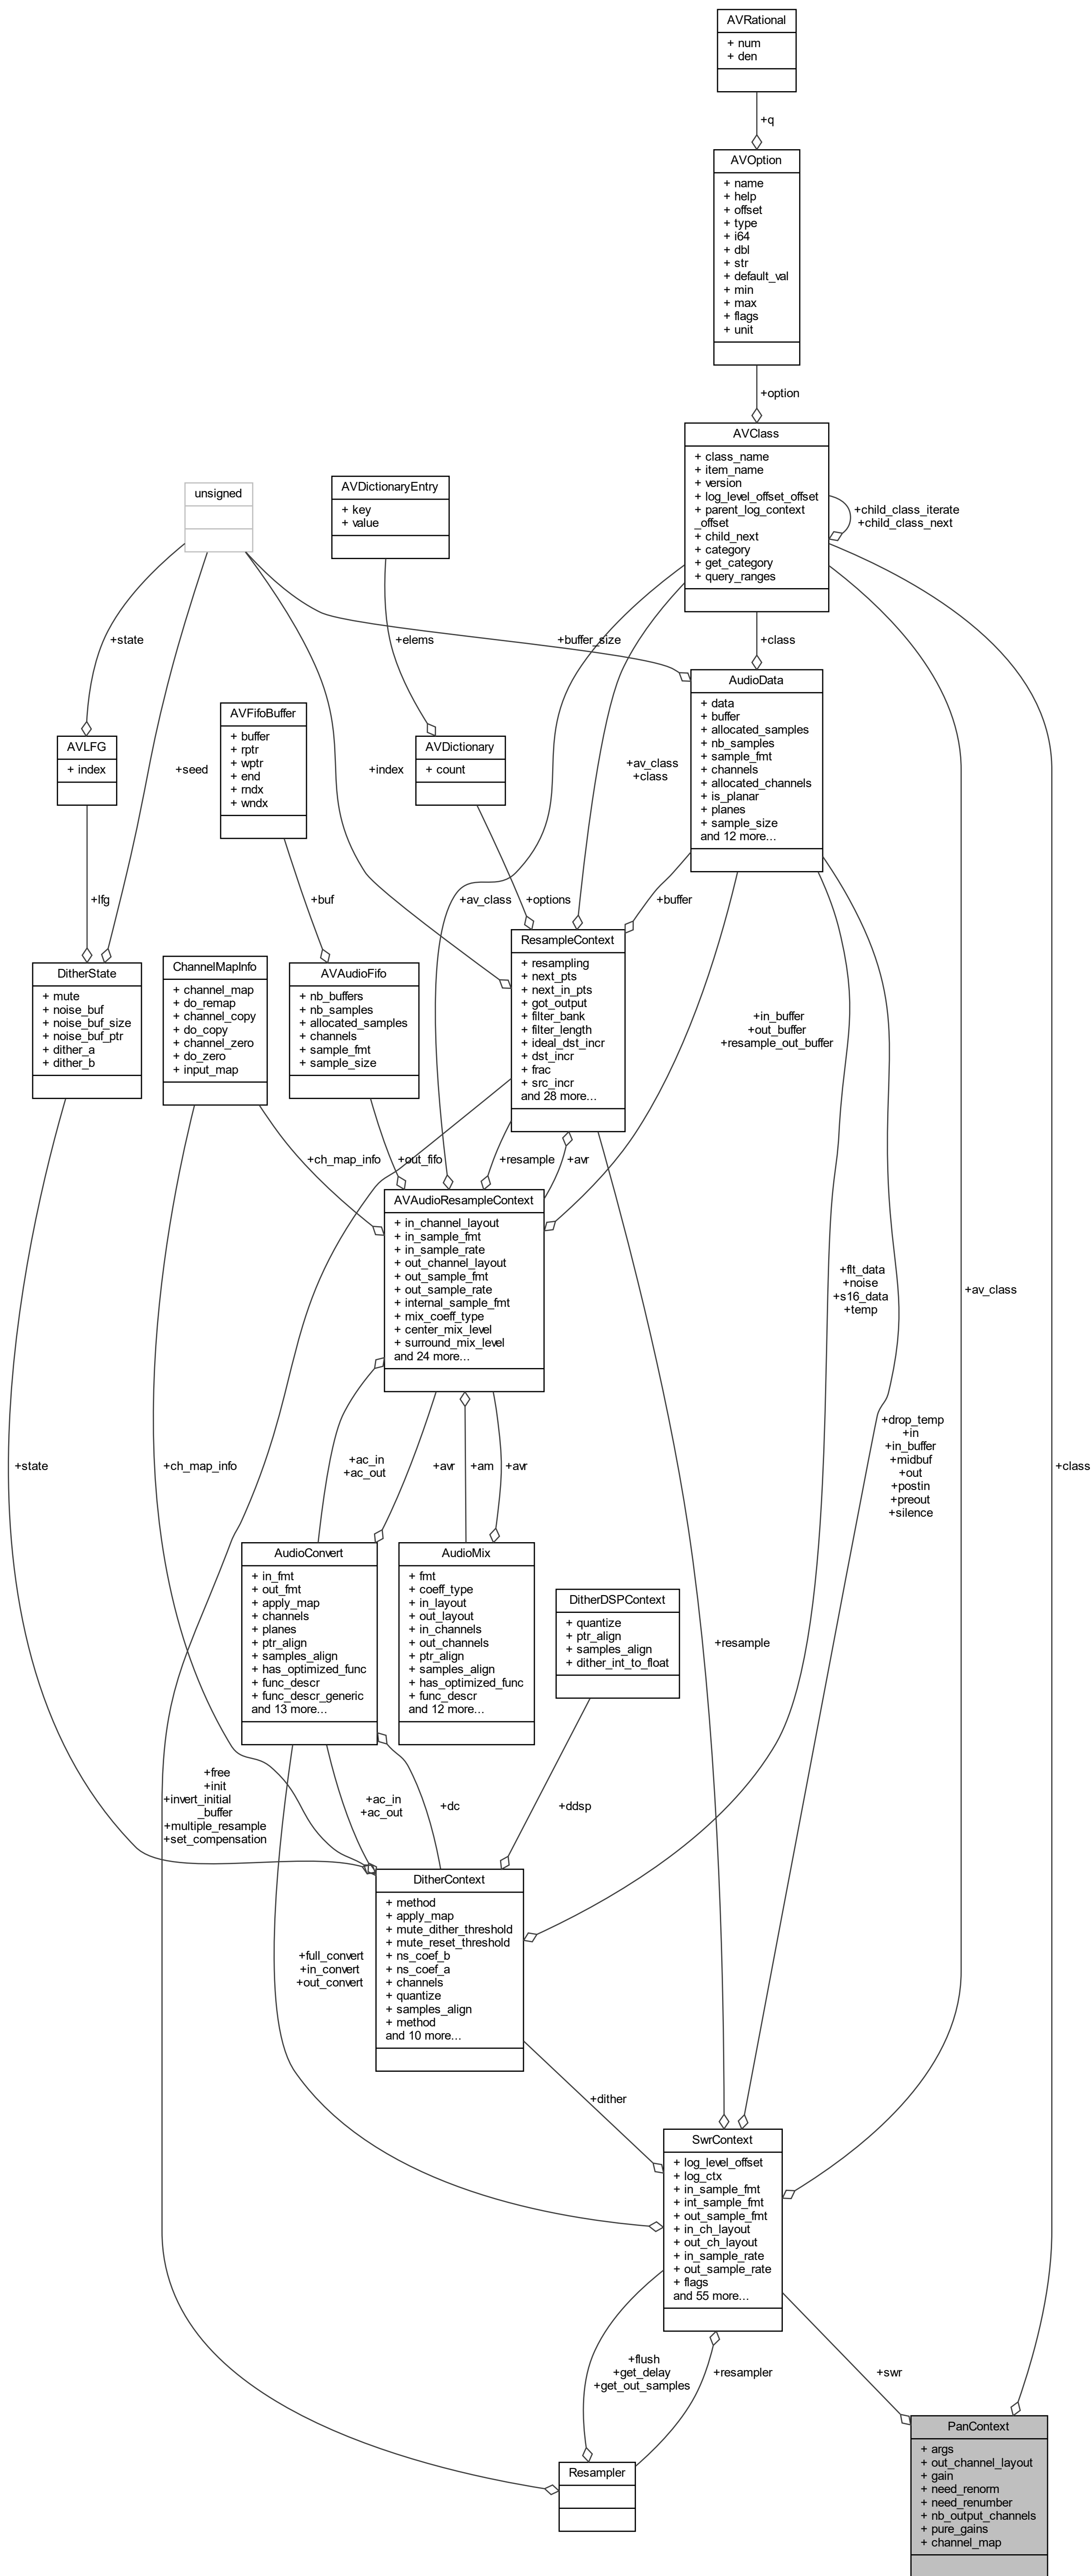 AVRational
+ num
+ den
+q
AVOption
+ name
+ help
+ offset
+ type
+ i64
+ dbl
+ str
+ default_val
+ min
+ max
+ flags
+ unit
+option
AVClass
+ class_name
+ item_name
+ version
+ log_level_offset_offset
+ parent_log_context
_offset
+ child_next
+ category
+ get_category
+ query_ranges
+child_class_iterate
+child_class_next
unsigned
AVDictionaryEntry
+ key
+ value
+state
+elems
+buffer_size
+class
AudioData
+ data
+ buffer
+ allocated_samples
+ nb_samples
+ sample_fmt
+ channels
+ allocated_channels
+ is_planar
+ planes
+ sample_size
and 12 more...
AVFifoBuffer
+ buffer
+ rptr
+ wptr
+ end
+ rndx
+ wndx
AVLFG
+ index
+seed
+index
AVDictionary
+ count
+av_class
+class
+lfg
+buf
+av_class
+options
+buffer
DitherState
+ mute
+ noise_buf
+ noise_buf_size
+ noise_buf_ptr
+ dither_a
+ dither_b
ChannelMapInfo
+ channel_map
+ do_remap
+ channel_copy
+ do_copy
+ channel_zero
+ do_zero
+ input_map
AVAudioFifo
+ nb_buffers
+ nb_samples
+ allocated_samples
+ channels
+ sample_fmt
+ sample_size
ResampleContext
+ resampling
+ next_pts
+ next_in_pts
+ got_output
+ filter_bank
+ filter_length
+ ideal_dst_incr
+ dst_incr
+ frac
+ src_incr
and 28 more...
+in_buffer
+out_buffer
+resample_out_buffer
+ch_map_info
+out_fifo
+resample
+avr
AVAudioResampleContext
+ in_channel_layout
+ in_sample_fmt
+ in_sample_rate
+ out_channel_layout
+ out_sample_fmt
+ out_sample_rate
+ internal_sample_fmt
+ mix_coeff_type
+ center_mix_level
+ surround_mix_level
and 24 more...
+flt_data
+noise
+s16_data
+temp
+av_class
+state
+ch_map_info
+ac_in
+ac_out
+avr
+am
+avr
+drop_temp
+in
+in_buffer
+midbuf
+out
+postin
+preout
+silence
+class
AudioConvert
+ in_fmt
+ out_fmt
+ apply_map
+ channels
+ planes
+ ptr_align
+ samples_align
+ has_optimized_func
+ func_descr
+ func_descr_generic
and 13 more...
AudioMix
+ fmt
+ coeff_type
+ in_layout
+ out_layout
+ in_channels
+ out_channels
+ ptr_align
+ samples_align
+ has_optimized_func
+ func_descr
and 12 more...
DitherDSPContext
+ quantize
+ ptr_align
+ samples_align
+ dither_int_to_float
+resample
+free
+init
+invert_initial
_buffer
+multiple_resample
+set_compensation
+ac_in
+ac_out
+dc
+ddsp
DitherContext
+ method
+ apply_map
+ mute_dither_threshold
+ mute_reset_threshold
+ ns_coef_b
+ ns_coef_a
+ channels
+ quantize
+ samples_align
+ method
and 10 more...
+full_convert
+in_convert
+out_convert
+dither
SwrContext
+ log_level_offset
+ log_ctx
+ in_sample_fmt
+ int_sample_fmt
+ out_sample_fmt
+ in_ch_layout
+ out_ch_layout
+ in_sample_rate
+ out_sample_rate
+ flags
and 55 more...
+flush
+get_delay
+get_out_samples
+resampler
+swr
Resampler
PanContext
+ args
+ out_channel_layout
+ gain
+ need_renorm
+ need_renumber
+ nb_output_channels
+ pure_gains
+ channel_map